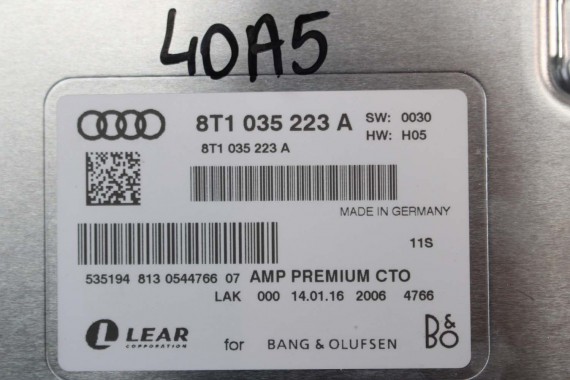 40A5
8T1 035 223 A SW: 0030
8T1 035 223 A HW: H05
MADE IN GERMANY
11S
535194 813 0544766 07 AMP PREMIUM CTO
LAK 000 14.01.16 2006 4766
L LEAR CORPORATION for BANG & OLUFSEN B&O